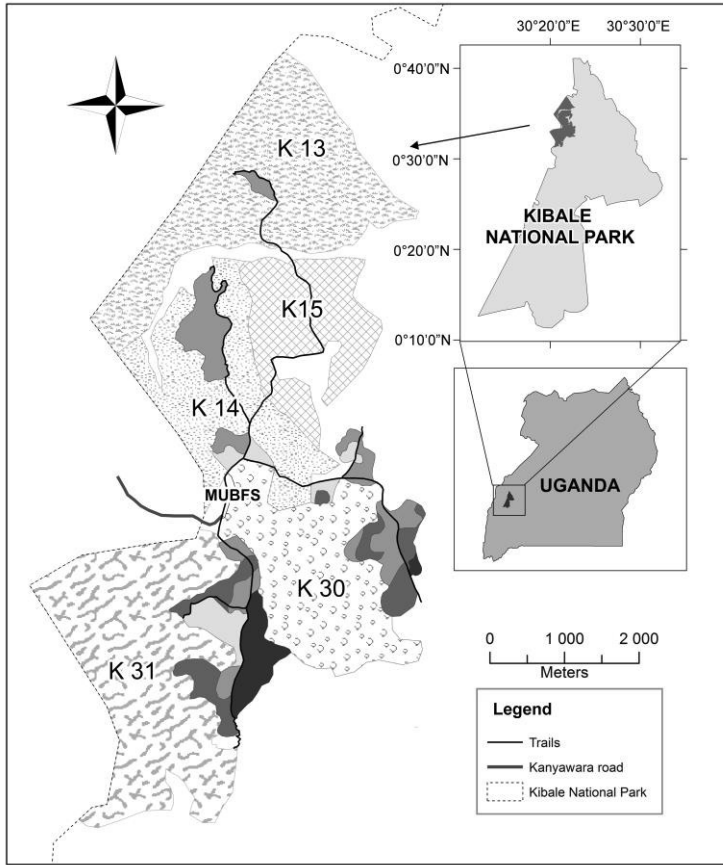 30°20'0"E 30°30'0"E
0°40'0"N
0°30'0"N
0°20'0"N
0°10'0"N
KIBALE
NATIONAL PARK
K 13
K15
K 14
MUBFS
K 30
K 31
UGANDA
0 1 000 2 000
Meters
Legend
Trails
Kanyawara road
Kibale National Park